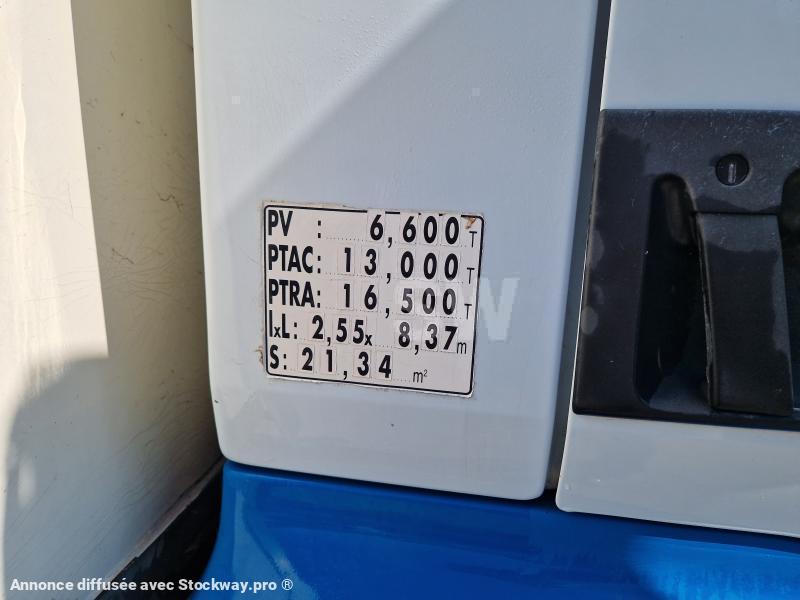 PV : 6,600 T
PTAC: 13,000 T
PTRA: 16,500 T
lxL: 2,55x 8,37 m
S: 21,34 m²
Annonce diffusée avec Stockway.pro ®